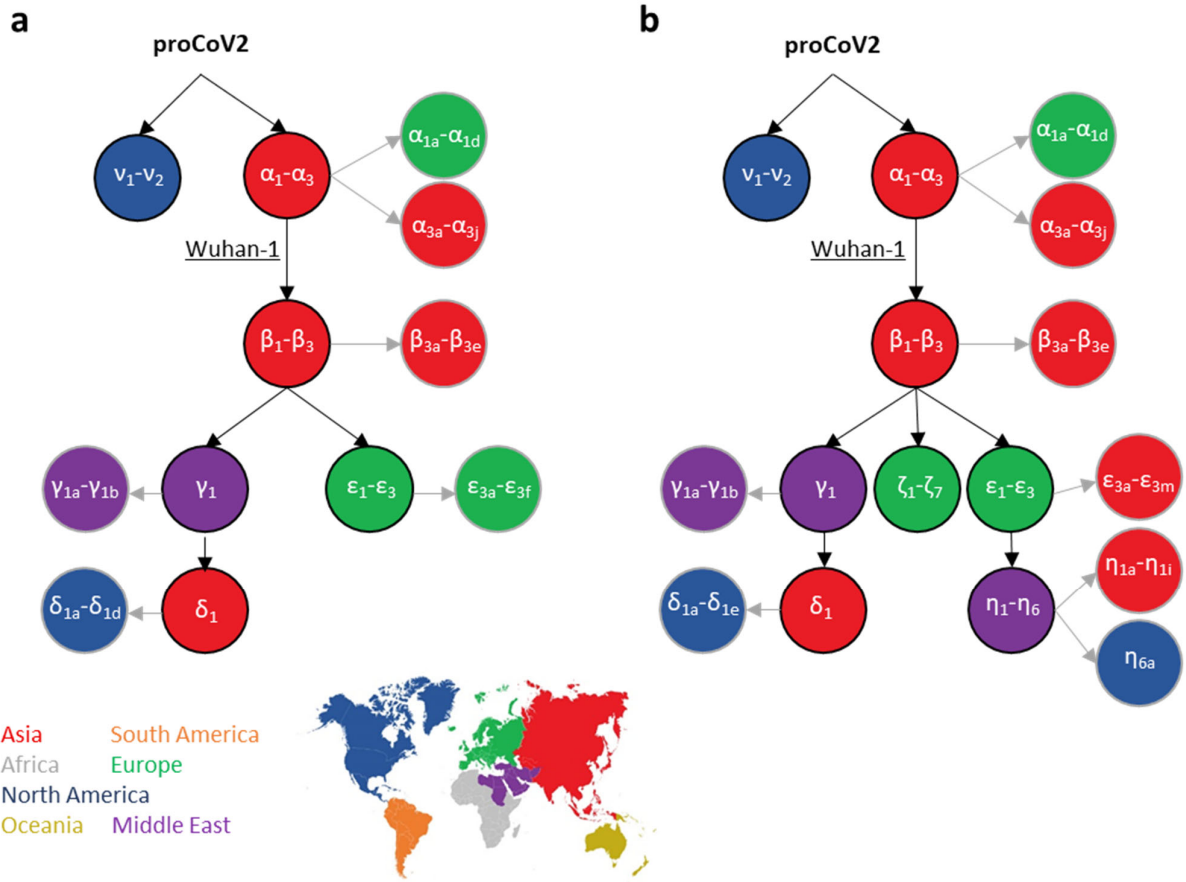 a
proCoV2
ν₁-ν₂
α₁-α₃
α₁ₐ-α₁d
α₃ₐ-α₃ⱼ
Wuhan-1
β₁-β₃
β₃ₐ-β₃ₑ
γ₁ₐ-γ₁b
γ₁
ε₁-ε₃
ε₃ₐ-ε₃f
δ₁ₐ-δ₁d
δ₁
b
proCoV2
ν₁-ν₂
α₁-α₃
α₁ₐ-α₁d
α₃ₐ-α₃ⱼ
Wuhan-1
β₁-β₃
β₃ₐ-β₃ₑ
γ₁ₐ-γ₁b
γ₁
ζ₁-ζ₇
ε₁-ε₃
ε₃ₐ-ε₃ₘ
δ₁ₐ-δ₁ₑ
δ₁
η₁-η₆
η₁ₐ-η₁ᵢ
η₆ₐ
Asia
South America
Africa
Europe
North America
Oceania
Middle East